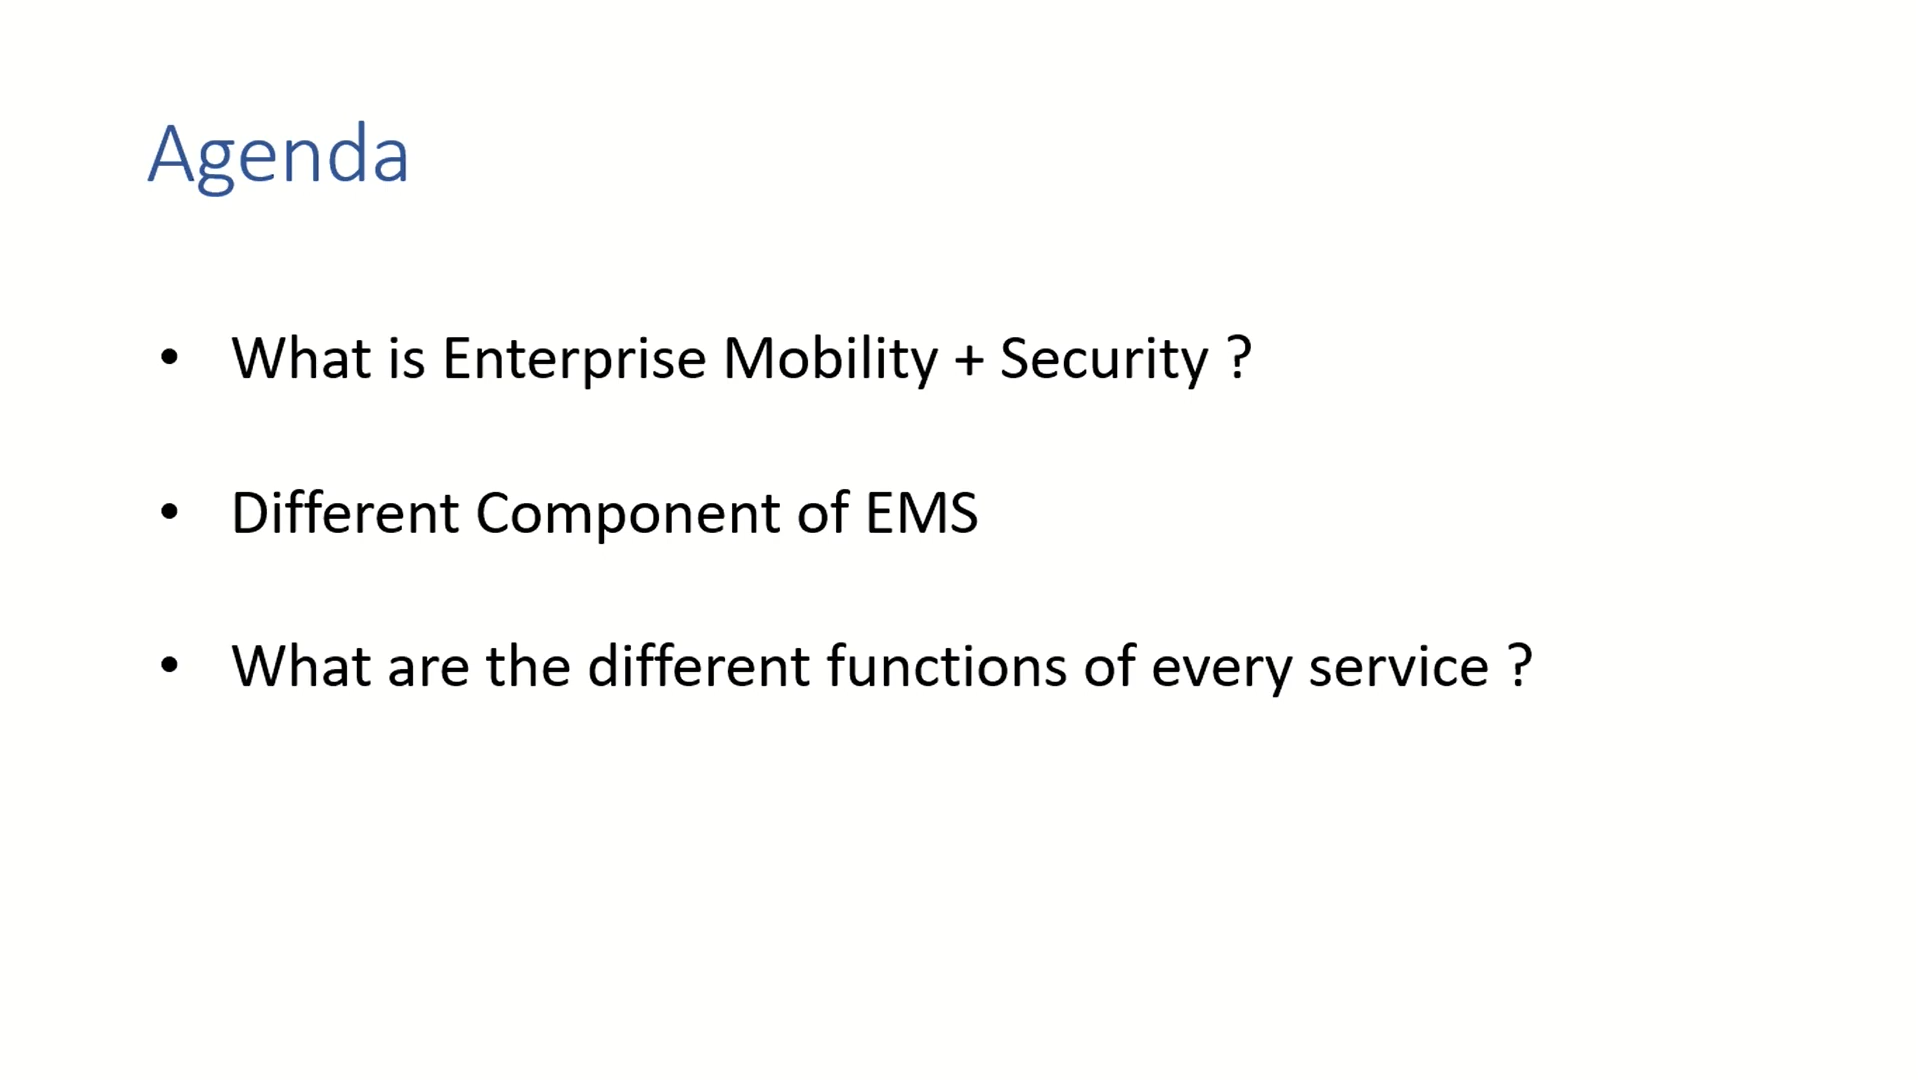 Agenda
• What is Enterprise Mobility + Security ?
• Different Component of EMS
• What are the different functions of every service ?